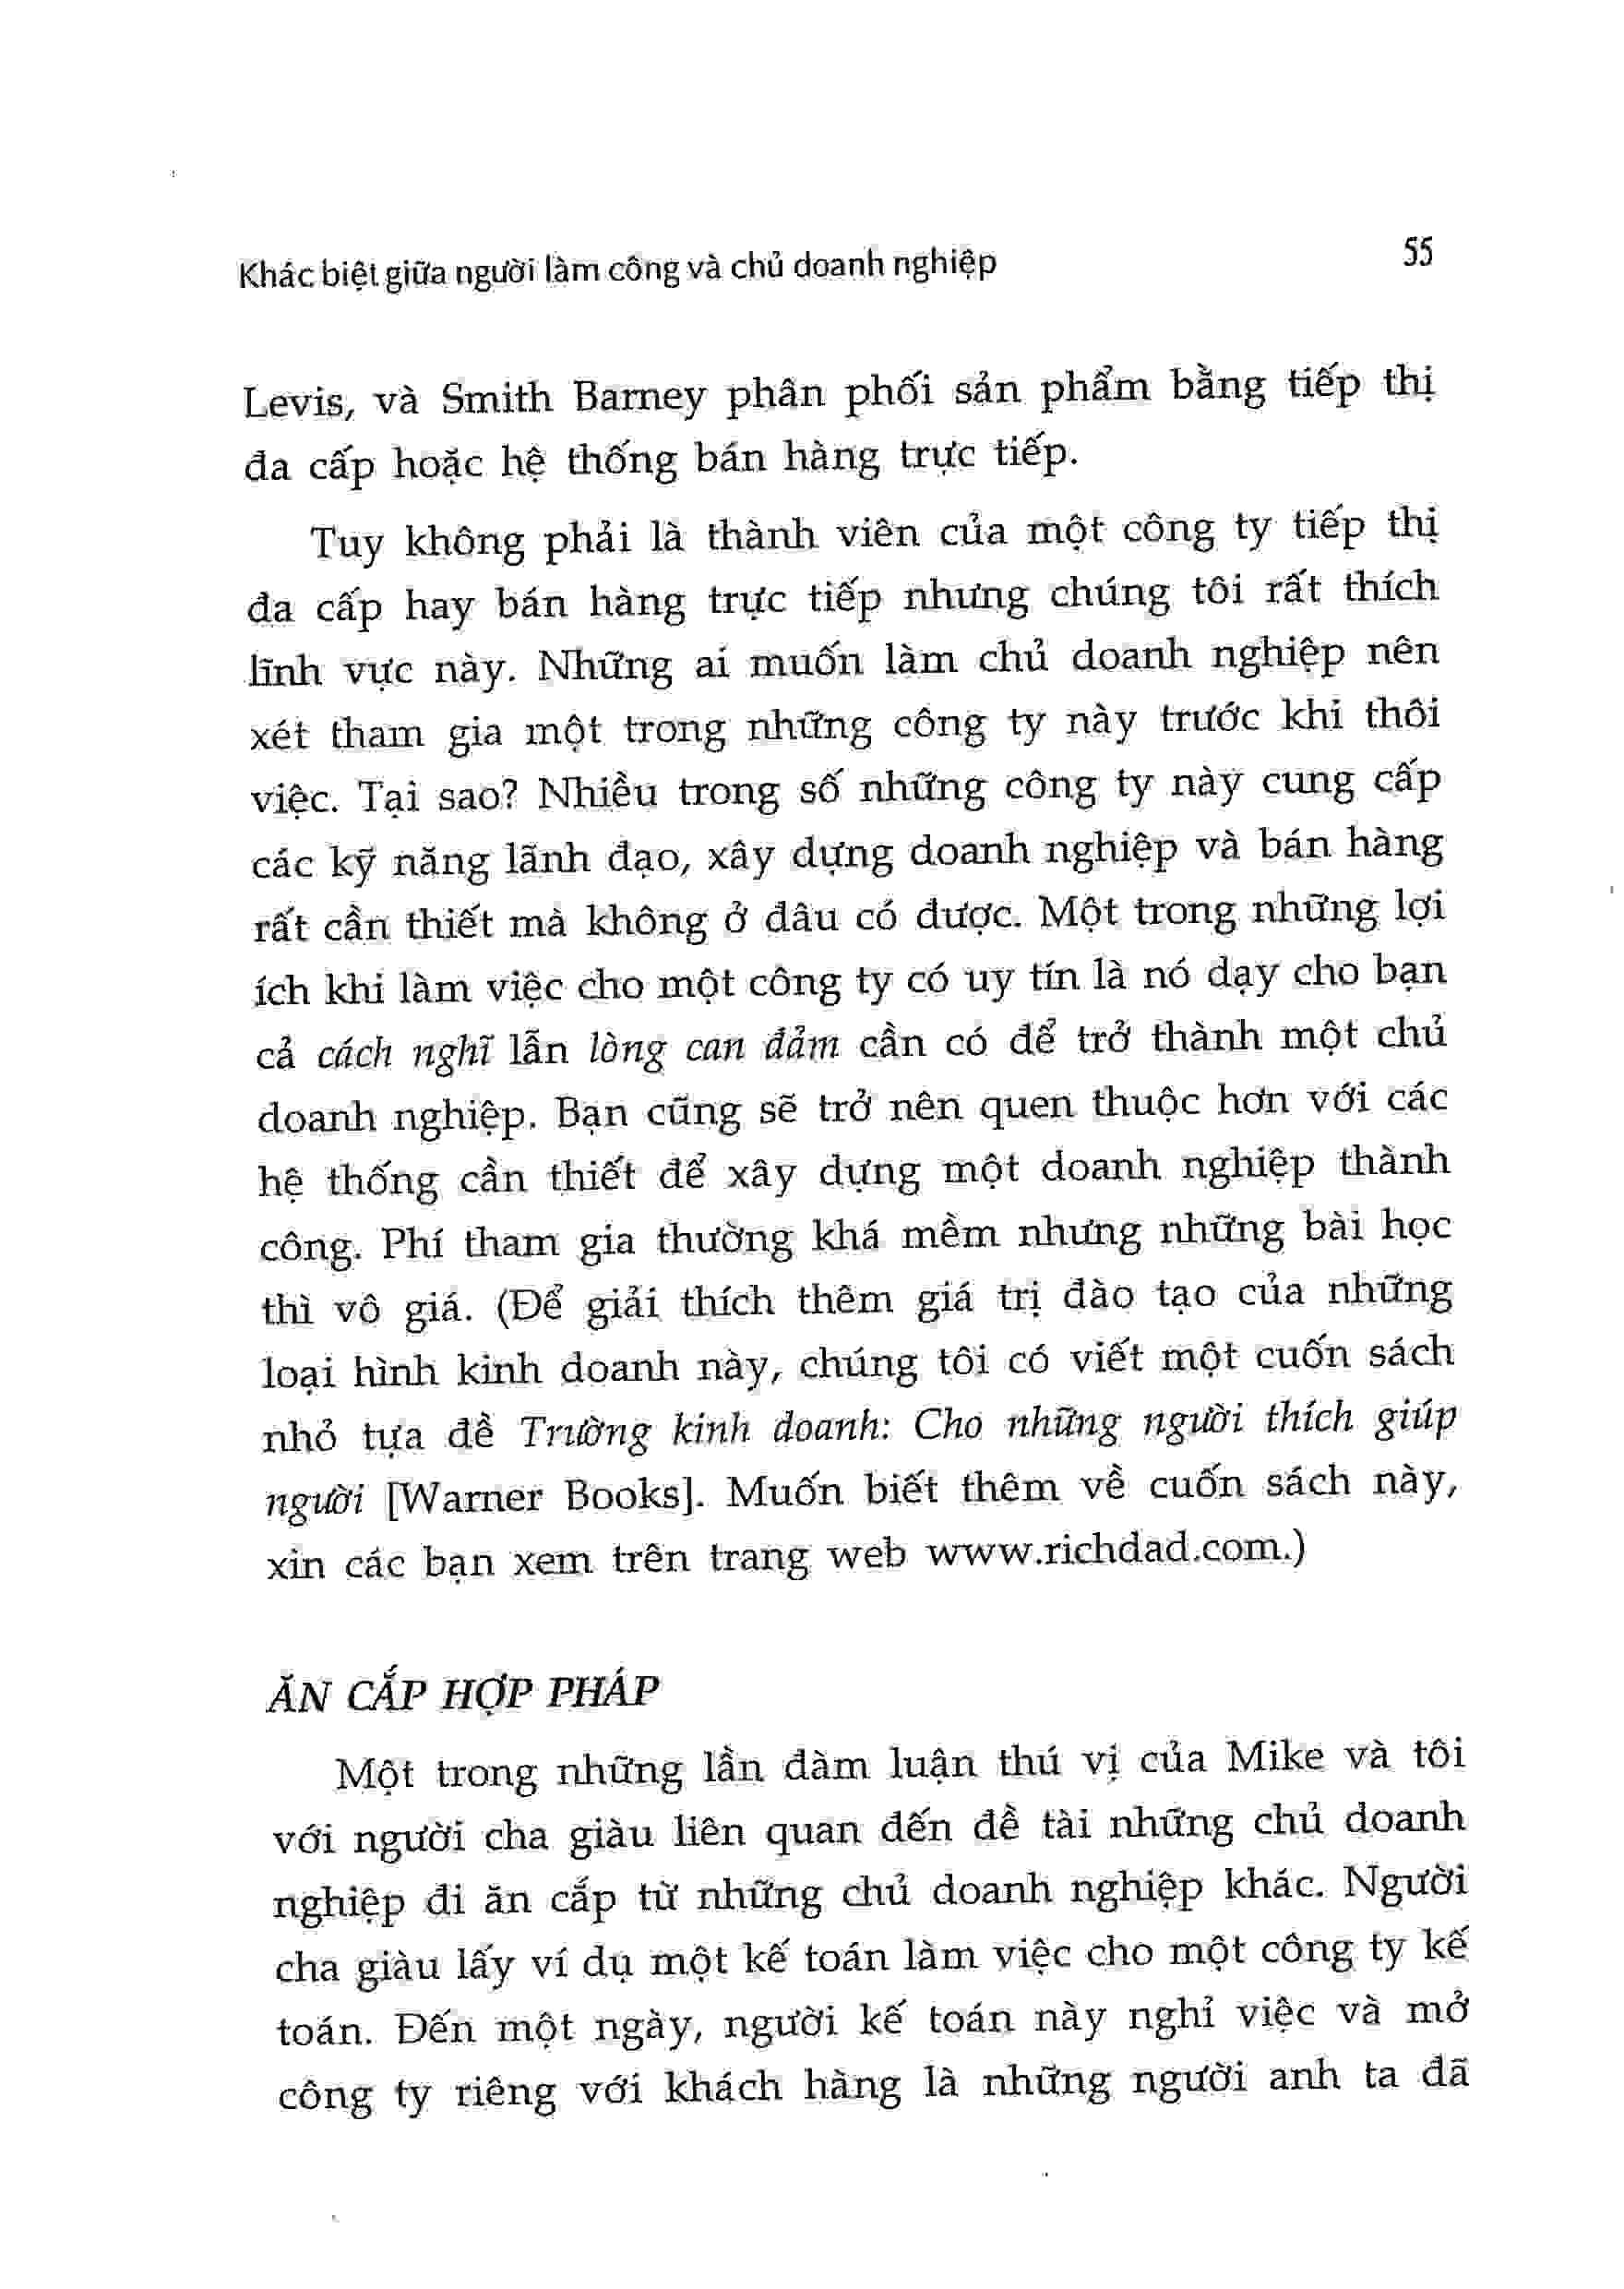 Khác biệt giữa người làm công và chủ doanh nghiệp 55
Levis, và Smith Barney phân phối sản phẩm bằng tiếp thị
đa cấp hoặc hệ thống bán hàng trực tiếp.
Tuy không phải là thành viên của một công ty tiếp thị
đa cấp hay bán hàng trực tiếp nhưng chúng tôi rất thích
lĩnh vực này. Những ai muốn làm chủ doanh nghiệp nên
xét tham gia một trong những công ty này trước khi thôi
việc. Tại sao? Nhiều trong số những công ty này cung cấp
các kỹ năng lãnh đạo, xây dựng doanh nghiệp và bán hàng
rất cần thiết mà không ở đâu có được. Một trong những lợi
ích khi làm việc cho một công ty có uy tín là nó dạy cho bạn
cả cách nghĩ lẫn lòng can đảm cần có để trở thành một chủ
doanh nghiệp. Bạn cũng sẽ trở nên quen thuộc hơn với các
hệ thống cần thiết để xây dựng một doanh nghiệp thành
công. Phí tham gia thường khá mềm nhưng những bài học
thì vô giá. (Để giải thích thêm giá trị đào tạo của những
loại hình kinh doanh này, chúng tôi có viết một cuốn sách
nhỏ tựa đề Trường kinh doanh: Cho những người thích giúp
người [Warner Books]. Muốn biết thêm về cuốn sách này,
xin các bạn xem trên trang web www.richdad.com.)
ĂN CẮP HỢP PHÁP
Một trong những lần đàm luận thú vị của Mike và tôi
với người cha giàu liên quan đến đề tài những chủ doanh
nghiệp đi ăn cắp từ những chủ doanh nghiệp khác. Người
cha giàu lấy ví dụ một kế toán làm việc cho một công ty kế
toán. Đến một ngày, người kế toán này nghỉ việc và mở
công ty riêng với khách hàng là những người anh ta đã